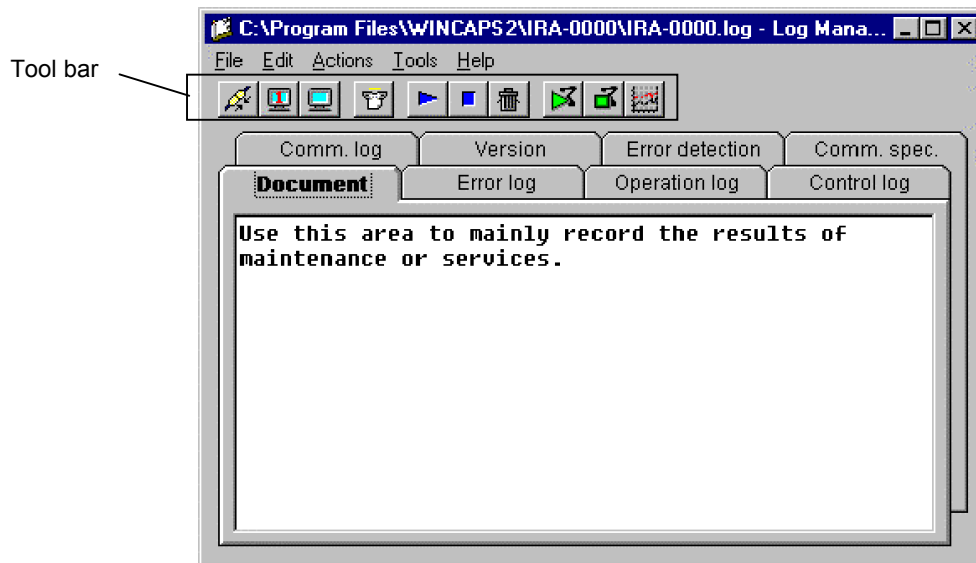 C:\Program Files\WINCAPS2\IRA-0000\IRA-0000.log - Log Mana...
File Edit Actions Tools Help
Tool bar
Comm. log Version Error detection Comm. spec.
Document Error log Operation log Control log
Use this area to mainly record the results of
maintenance or services.